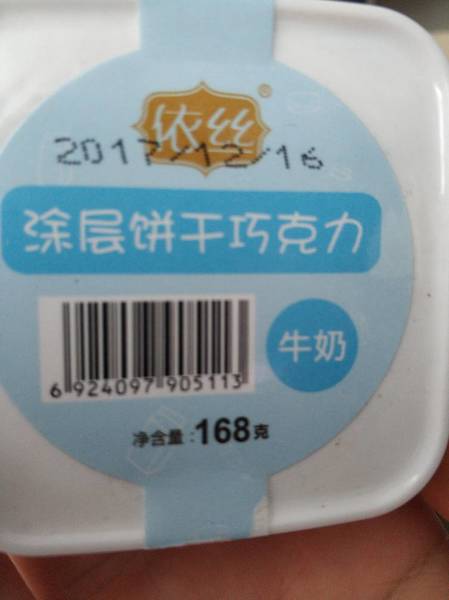 依丝®
2017/12/16
涂层饼干巧克力
牛奶
6 924097 905113
净含量:168克